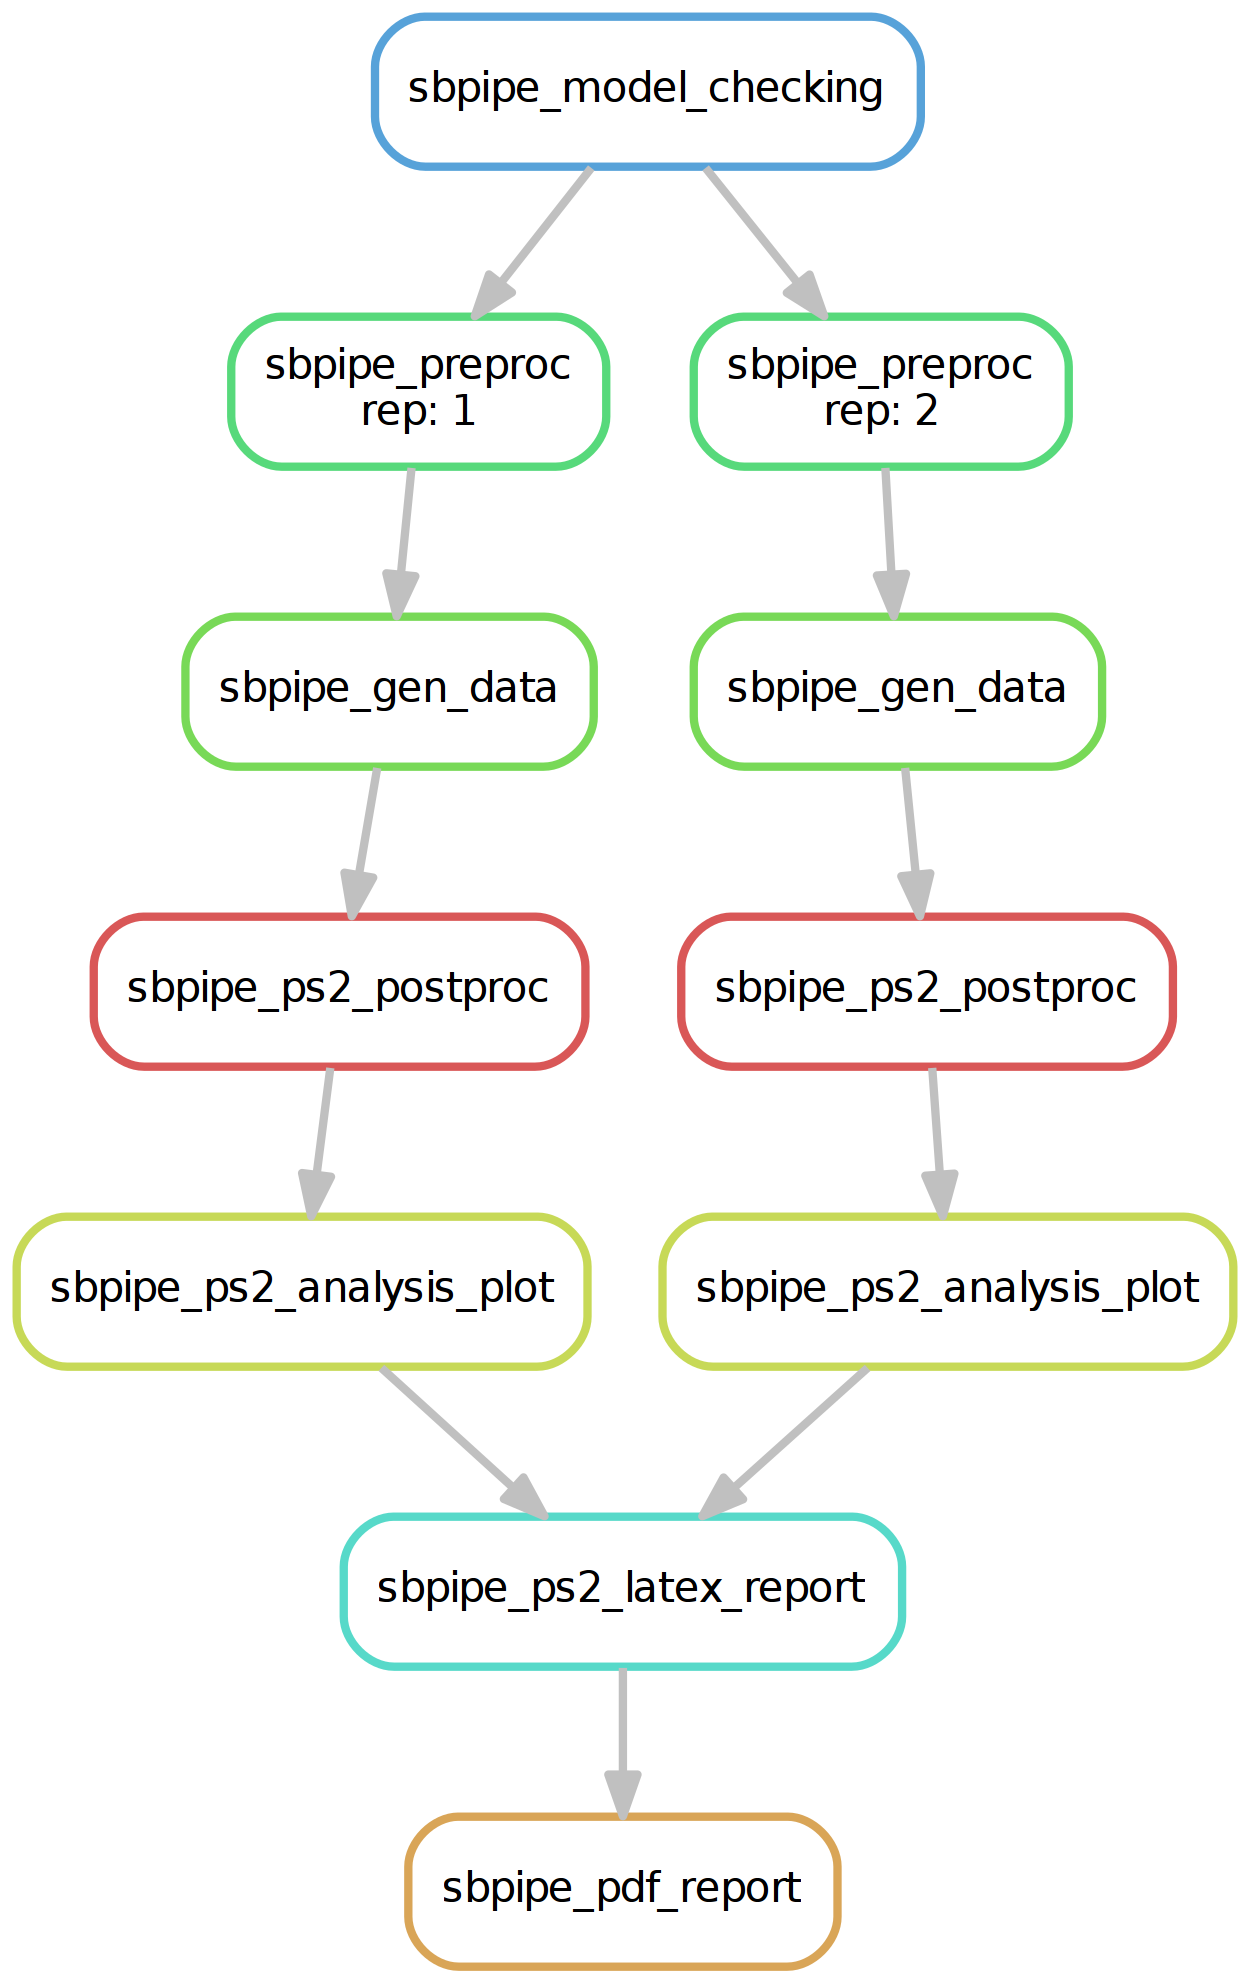 sbpipe_model_checking
sbpipe_preproc
rep: 1
sbpipe_preproc
rep: 2
sbpipe_gen_data
sbpipe_gen_data
sbpipe_ps2_postproc
sbpipe_ps2_postproc
sbpipe_ps2_analysis_plot
sbpipe_ps2_analysis_plot
sbpipe_ps2_latex_report
sbpipe_pdf_report